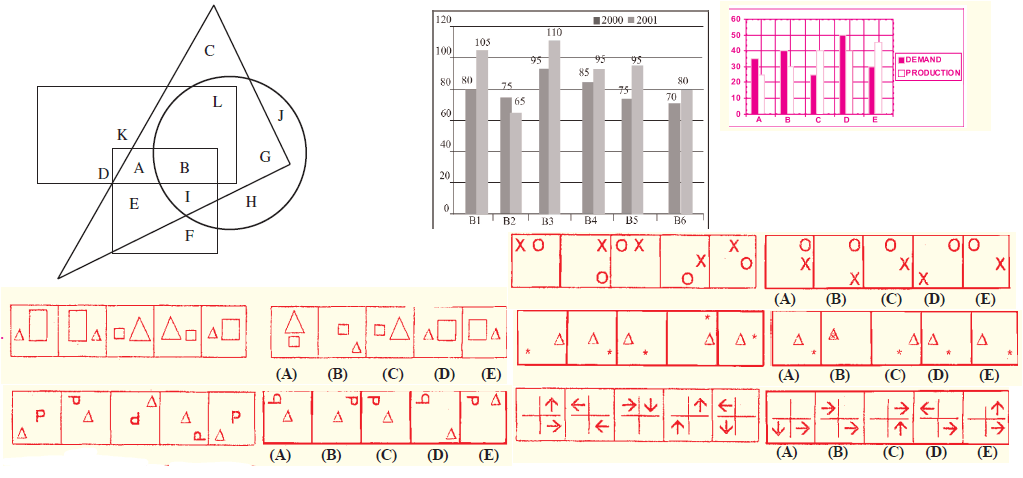 C
L
J
K
G
D A B
E I H
F
2000 2001
120
100
80
60
40
20
0
80 105
75 65
95 110
85 95
75 95
70 80
B1 B2 B3 B4 B5 B6
60
50
40
30
20
10
0
A B C D E
DEMAND
PRODUCTION
X O X O O X X O X O
O X O X O X O X O X
(A) (B) (C) (D) (E)
(A) (B) (C) (D) (E)
(A) (B) (C) (D) (E)
(A) (B) (C) (D) (E)
(A) (B) (C) (D) (E)